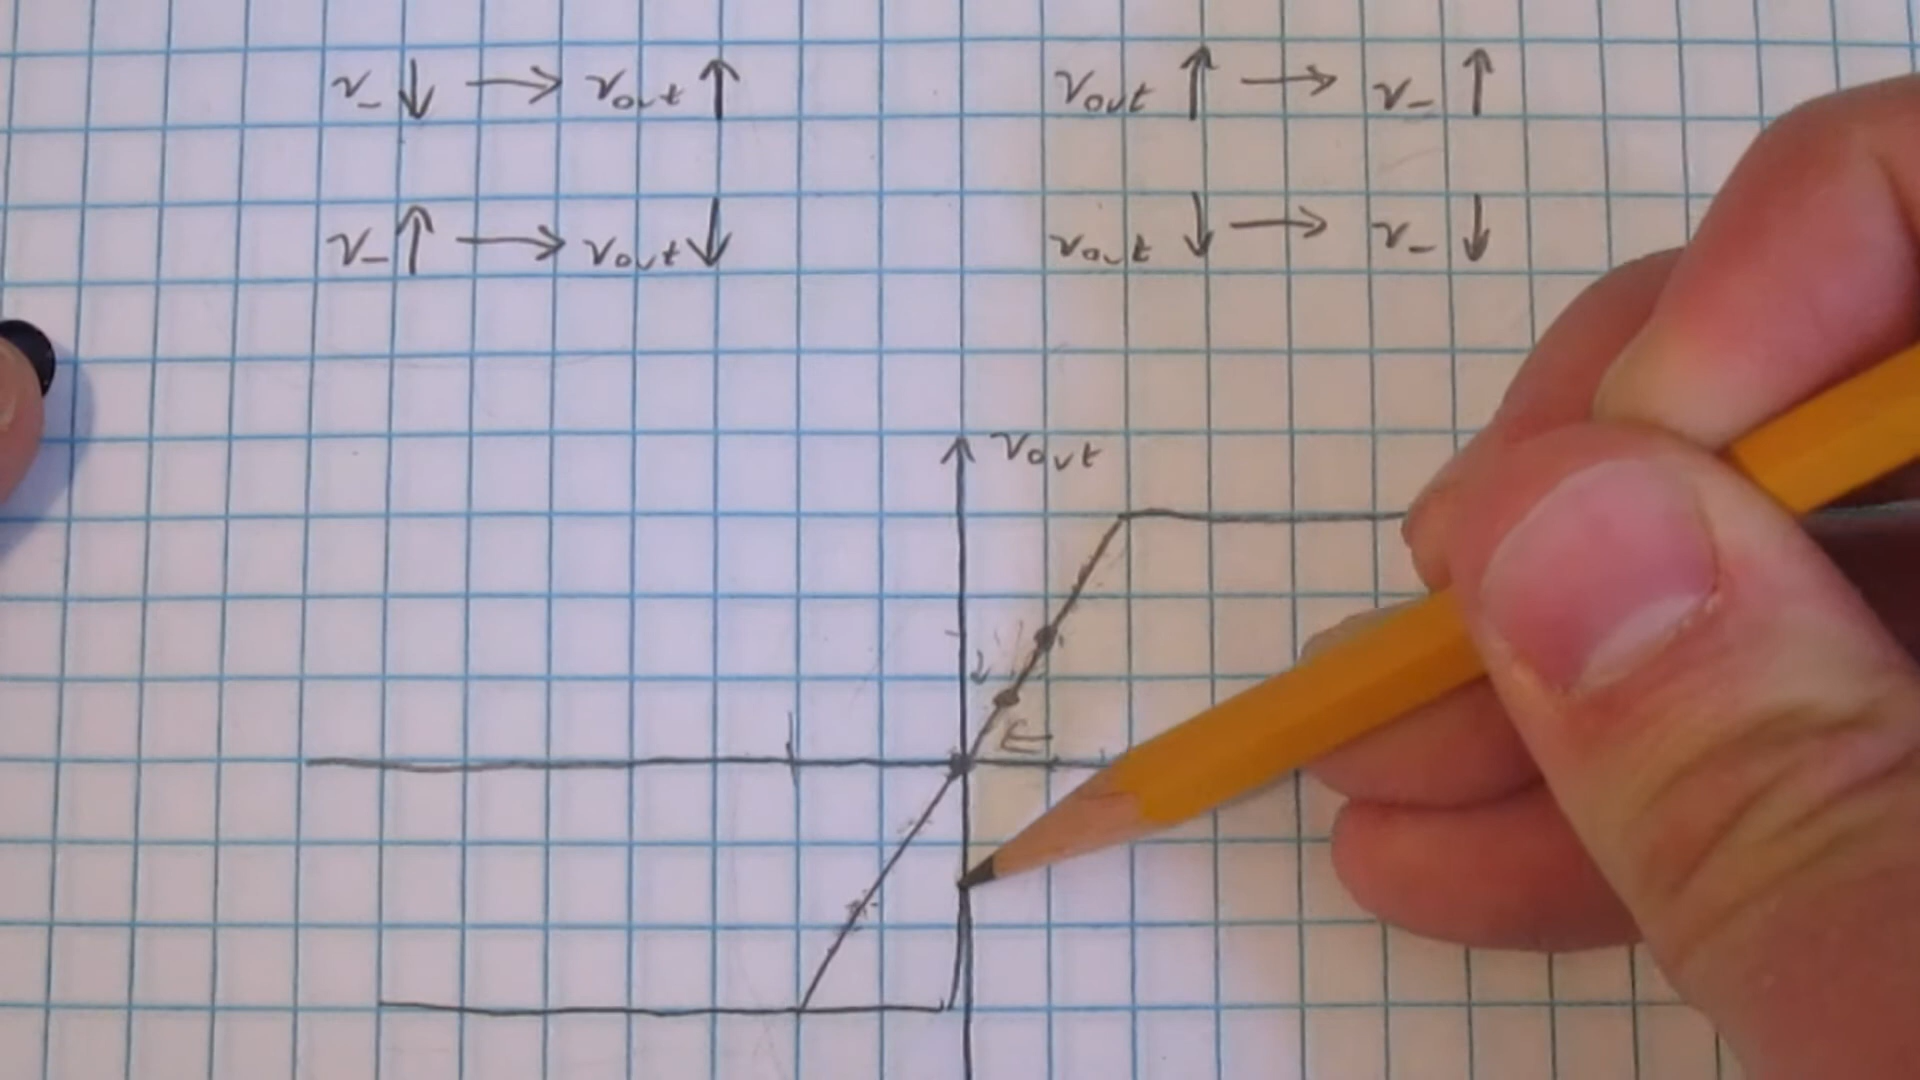 v₋ ↓ → vout ↑
vout ↑ → v₋ ↑
v₋ ↑ → vout ↓
vout ↓ → v₋ ↓
vout